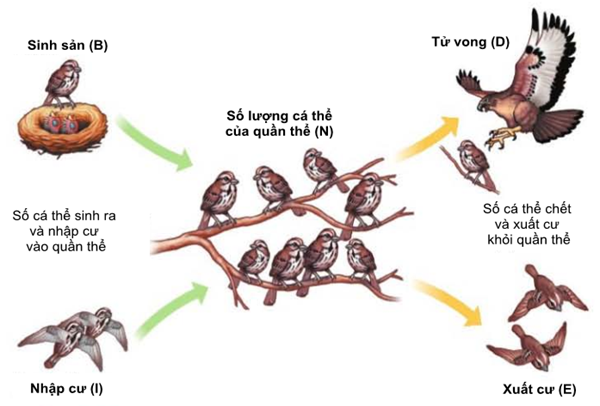 Sinh sản (B)
Tử vong (D)
Số lượng cá thể
của quần thể (N)
Số cá thể sinh ra
và nhập cư
vào quần thể
Số cá thể chết
và xuất cư
khỏi quần thể
Nhập cư (I)
Xuất cư (E)